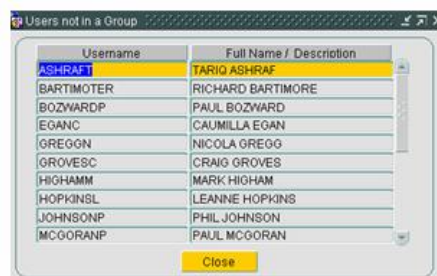 Users not in a Group
Username Full Name / Description
ASHRAFT TARIQ ASHRAF
BARTIMOTER RICHARD BARTIMORE
BOZWARDP PAUL BOZWARD
EGANC CAUMILLA EGAN
GREGGN NICOLA GREGG
GROVESC CRAIG GROVES
HIGHAMM MARK HIGHAM
HOPKINSL LEANNE HOPKINS
JOHNSONP PHIL JOHNSON
MCGORANP PAUL MCGORAN
Close